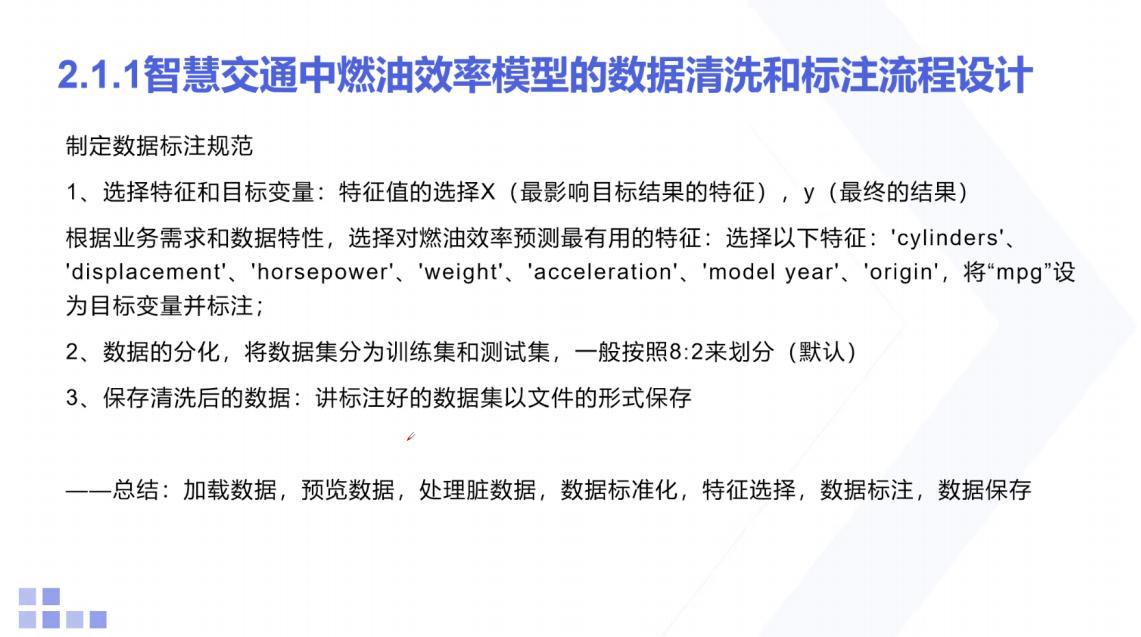 2.1.1智慧交通中燃油效率模型的数据清洗和标注流程设计
制定数据标注规范
1、选择特征和目标变量：特征值的选择X（最影响目标结果的特征），y（最终的结果）
根据业务需求和数据特性，选择对燃油效率预测最有用的特征：选择以下特征：'cylinders'、
'displacement'、'horsepower'、'weight'、'acceleration'、'model year'、'origin'，将“mpg”设
为目标变量并标注；
2、数据的分化，将数据集分为训练集和测试集，一般按照8:2来划分（默认）
3、保存清洗后的数据：讲标注好的数据集以文件的形式保存
——总结：加载数据，预览数据，处理脏数据，数据标准化，特征选择，数据标注，数据保存